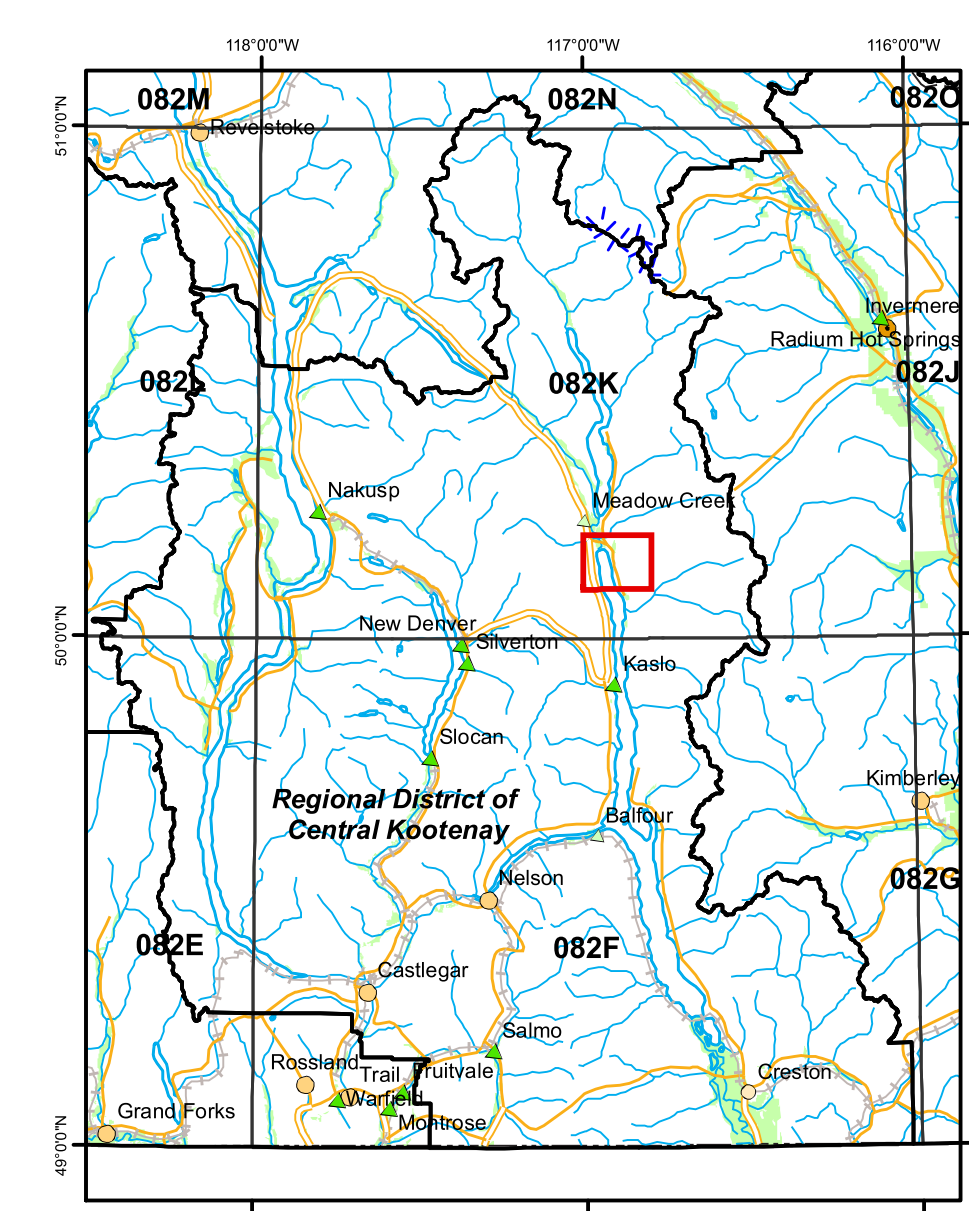 118°0'0"W 117°0'0"W 116°0'0"W
082M 082N 082O
51°0'0"N
Revelstoke
Invermere
Radium Hot Springs
082L 082K 082J
Nakusp
Meadow Creek
New Denver
50°0'0"N
Silverton
Kaslo
Slocan
Kimberley
Regional District of
Central Kootenay
Balfour
Nelson
082G
082E 082F
Castlegar
Salmo
Rossland
Trail
Fruitvale
Creston
Warfield
Grand Forks
Montrose
49°0'0"N